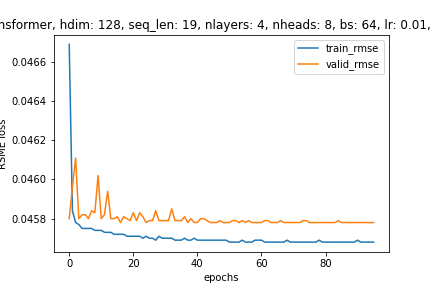 nsformer, hdim: 128, seq_len: 19, nlayers: 4, nheads: 8, bs: 64, lr: 0.01,
train_rmse
valid_rmse
0.0466
0.0464
0.0462
0.0460
0.0458
RSME loss
0 20 40 60 80
epochs